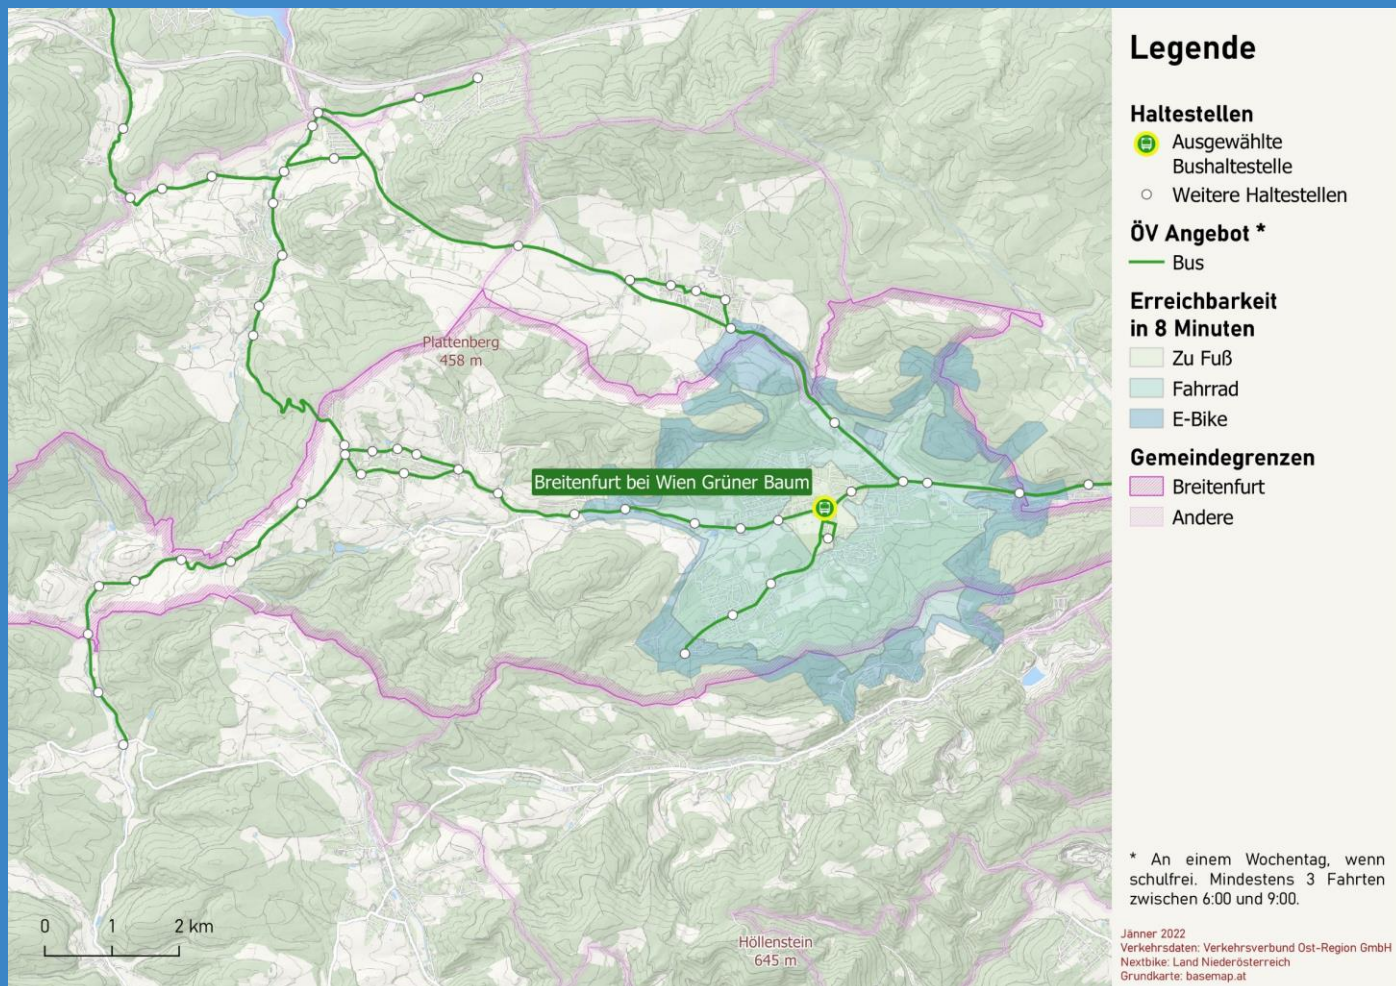 Plattenberg
458 m
Breitenfurt bei Wien Grüner Baum
Höllenstein
645 m
0 1 2 km
Legende
Haltestellen
Ausgewählte
Bushaltestelle
Weitere Haltestellen
ÖV Angebot *
Bus
Erreichbarkeit
in 8 Minuten
Zu Fuß
Fahrrad
E-Bike
Gemeindegrenzen
Breitenfurt
Andere
* An einem Wochentag, wenn
schulfrei. Mindestens 3 Fahrten
zwischen 6:00 und 9:00.
Jänner 2022
Verkehrsdaten: Verkehrsverbund Ost-Region GmbH
Nextbike: Land Niederösterreich
Grundkarte: basemap.at